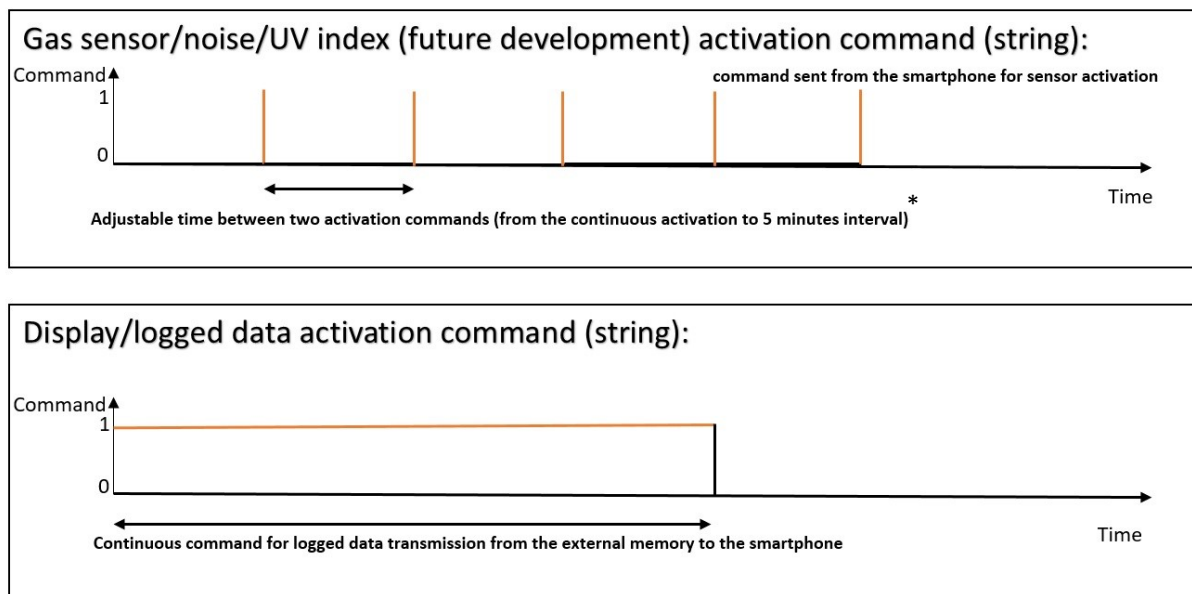 Gas sensor/noise/UV index (future development) activation command (string):
Command
command sent from the smartphone for sensor activation
1
0
Time
*
Adjustable time between two activation commands (from the continuous activation to 5 minutes interval)
Display/logged data activation command (string):
Command
1
0
Time
Continuous command for logged data transmission from the external memory to the smartphone